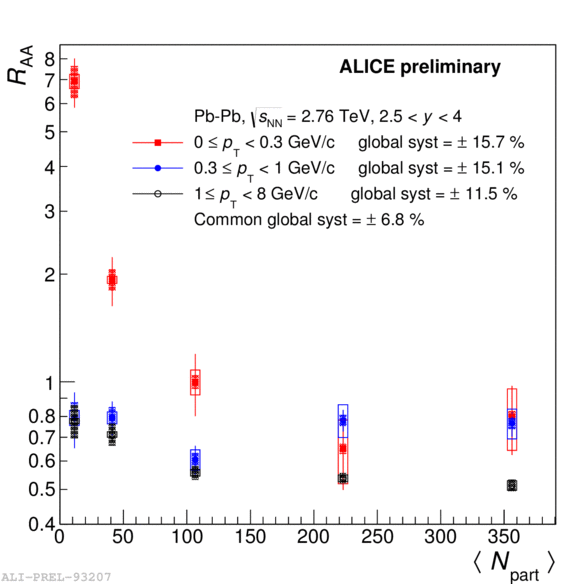 R_AA
ALICE preliminary
Pb-Pb, √s_NN = 2.76 TeV, 2.5 < y < 4
0 ≤ p_T < 0.3 GeV/c global syst = ± 15.7 %
0.3 ≤ p_T < 1 GeV/c global syst = ± 15.1 %
1 ≤ p_T < 8 GeV/c global syst = ± 11.5 %
Common global syst = ± 6.8 %
8
7
6
5
4
3
2
1
0.8
0.7
0.6
0.5
0.4
0 50 100 150 200 250 300 350
⟨ N_part ⟩
ALI-PREL-93207